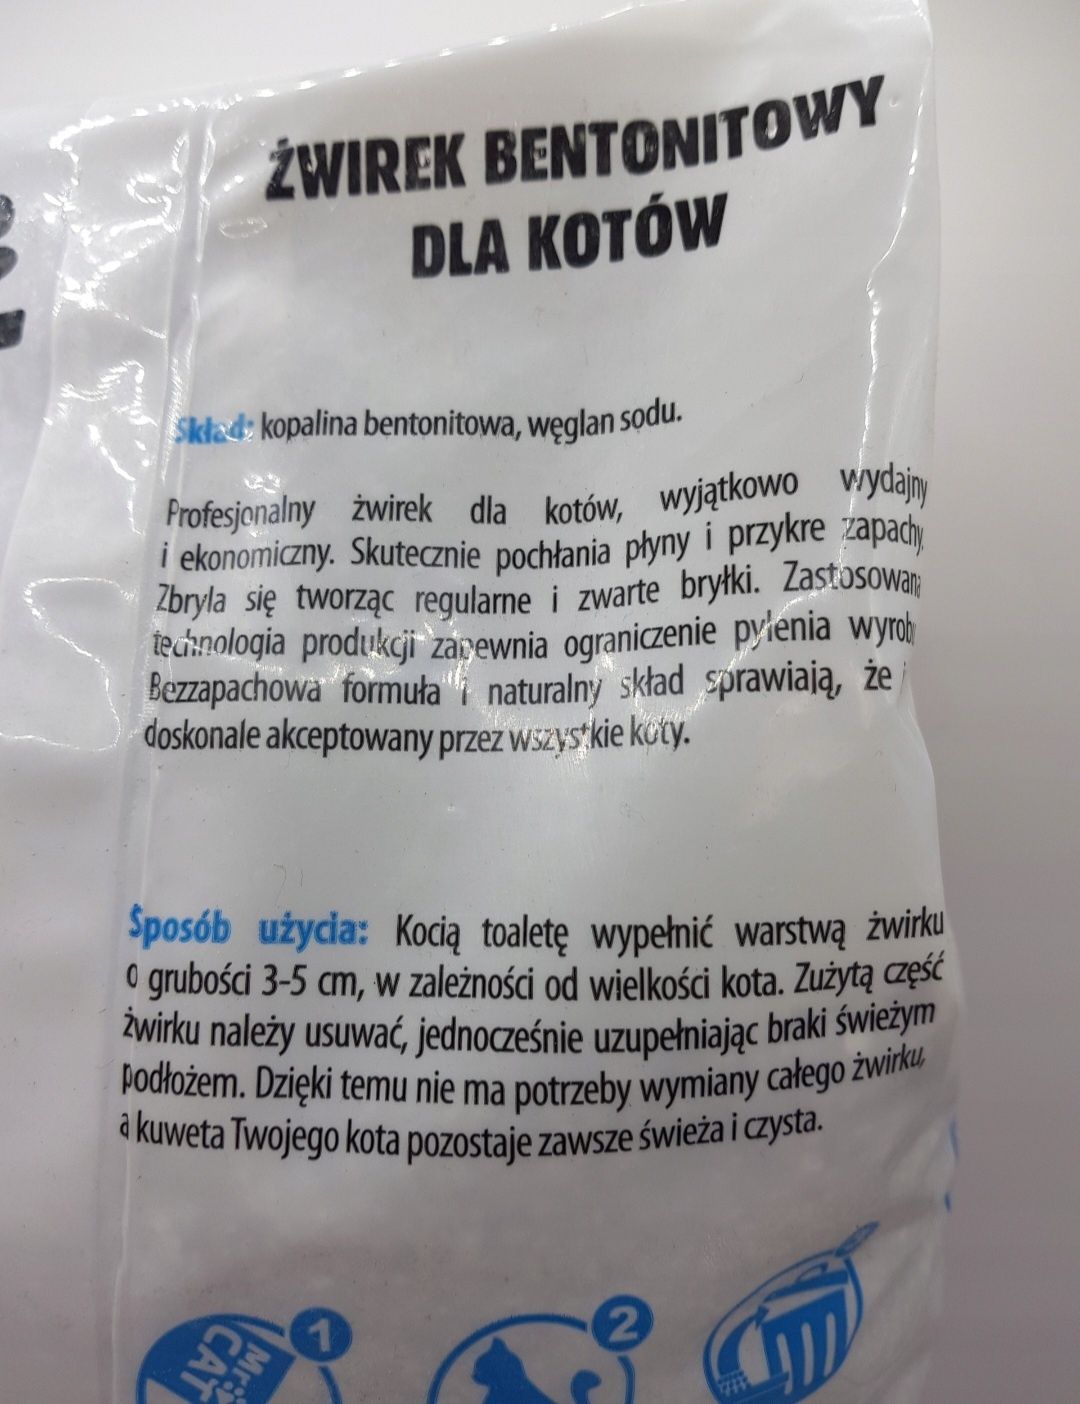 ŻWIREK BENTONITOWY
DLA KOTÓW
Skład: kopalina bentonitowa, węglan sodu.
Profesjonalny żwirek dla kotów, wyjątkowo wydajny
i ekonomiczny. Skutecznie pochłania płyny i przykre zapachy.
Zbryla się tworząc regularne i zwarte bryłki. Zastosowana
technologia produkcji zapewnia ograniczenie pylenia wyrobu
Bezzapachowa formuła i naturalny skład sprawiają, że
doskonale akceptowany przez wszystkie koty.
Sposób użycia: Kocią toaletę wypełnić warstwą żwirku
o grubości 3-5 cm, w zależności od wielkości kota. Zużytą część
żwirku należy usuwać, jednocześnie uzupełniając braki świeżym
podłożem. Dzięki temu nie ma potrzeby wymiany całego żwirku,
a kuweta Twojego kota pozostaje zawsze świeża i czysta.
1
2
Mr.
CAT